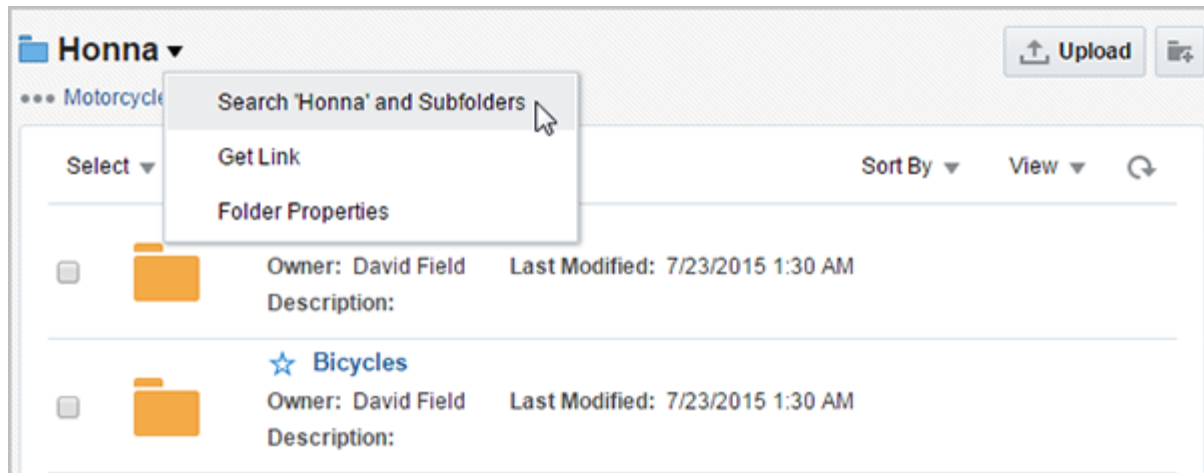 Honna
Upload
••• Motorcycle
Search 'Honna' and Subfolders
Get Link
Folder Properties
Select Sort By View
Owner: David Field Last Modified: 7/23/2015 1:30 AM
Description:
Bicycles
Owner: David Field Last Modified: 7/23/2015 1:30 AM
Description: